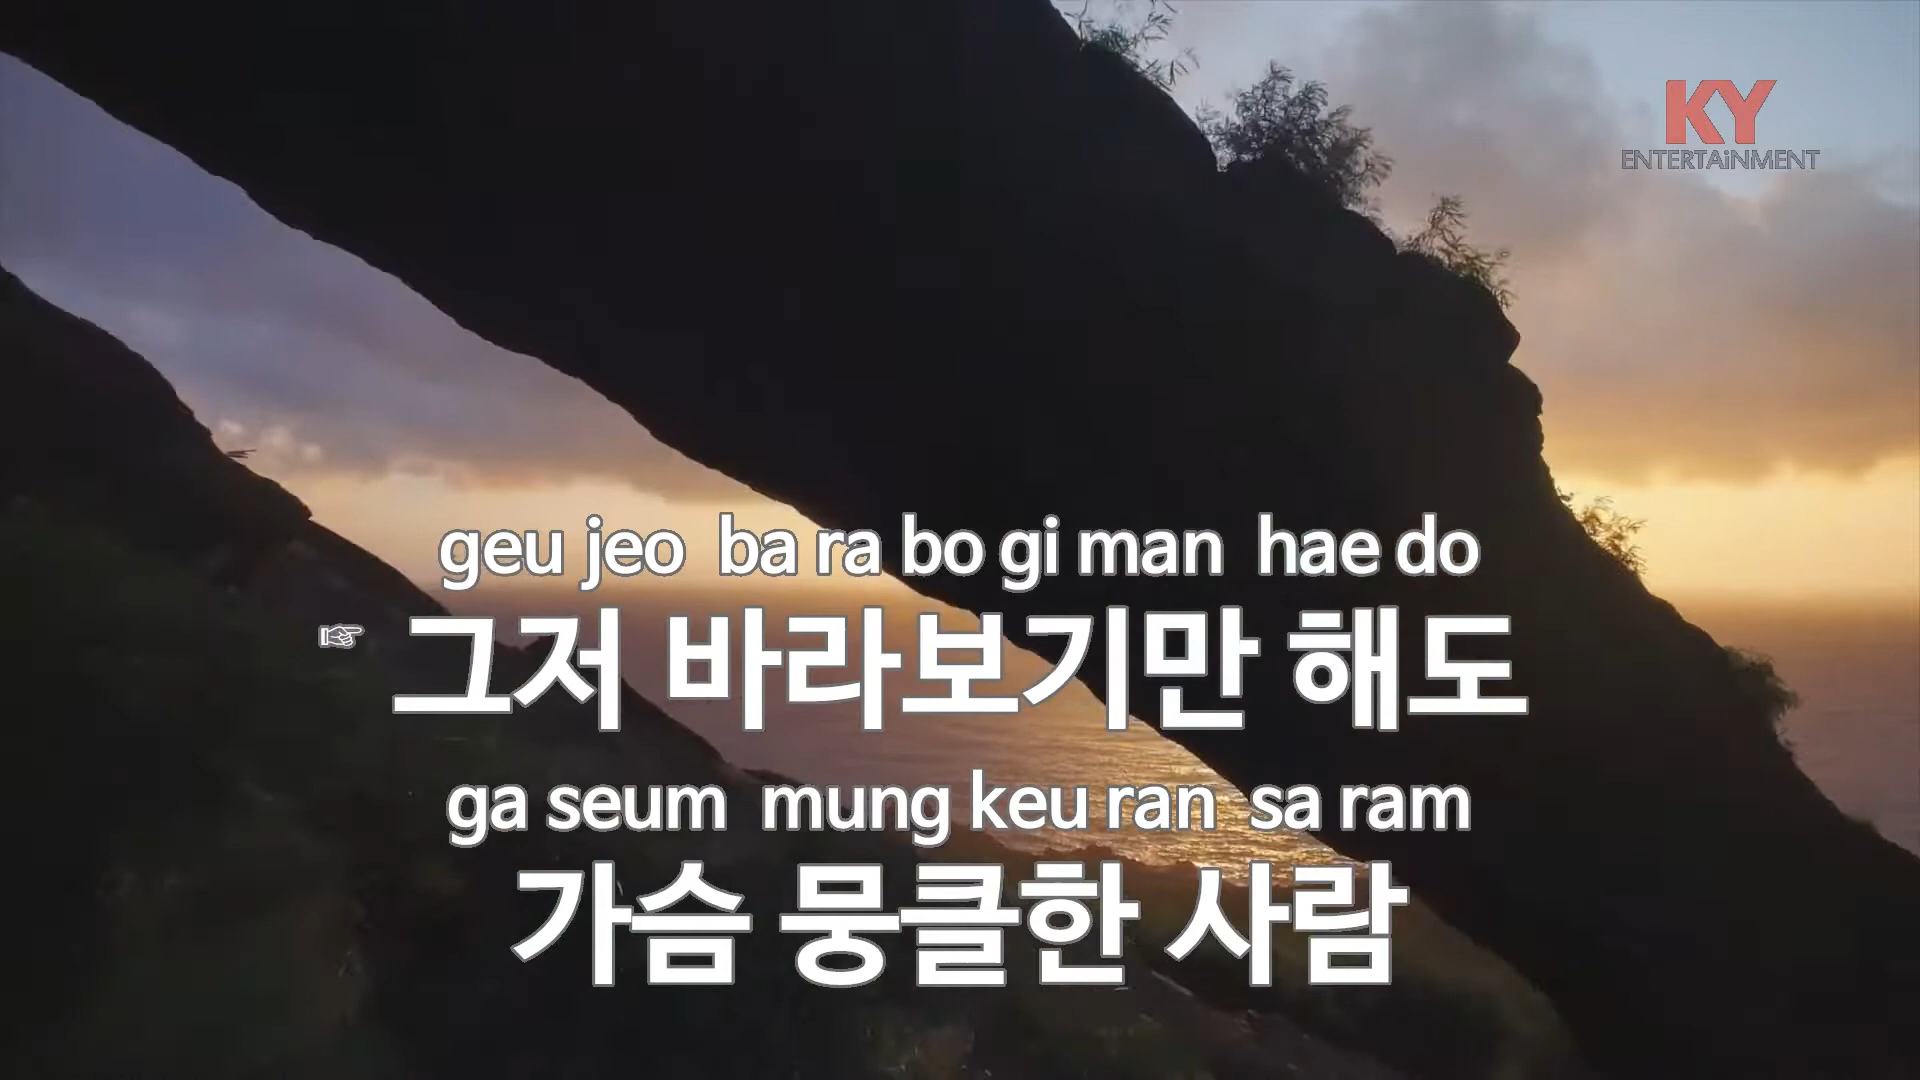 KY
ENTERTAiNMENT
geu jeo ba ra bo gi man hae do
☞ 그저 바라보기만 해도
ga seum mung keu ran sa ram
가슴 뭉클한 사람